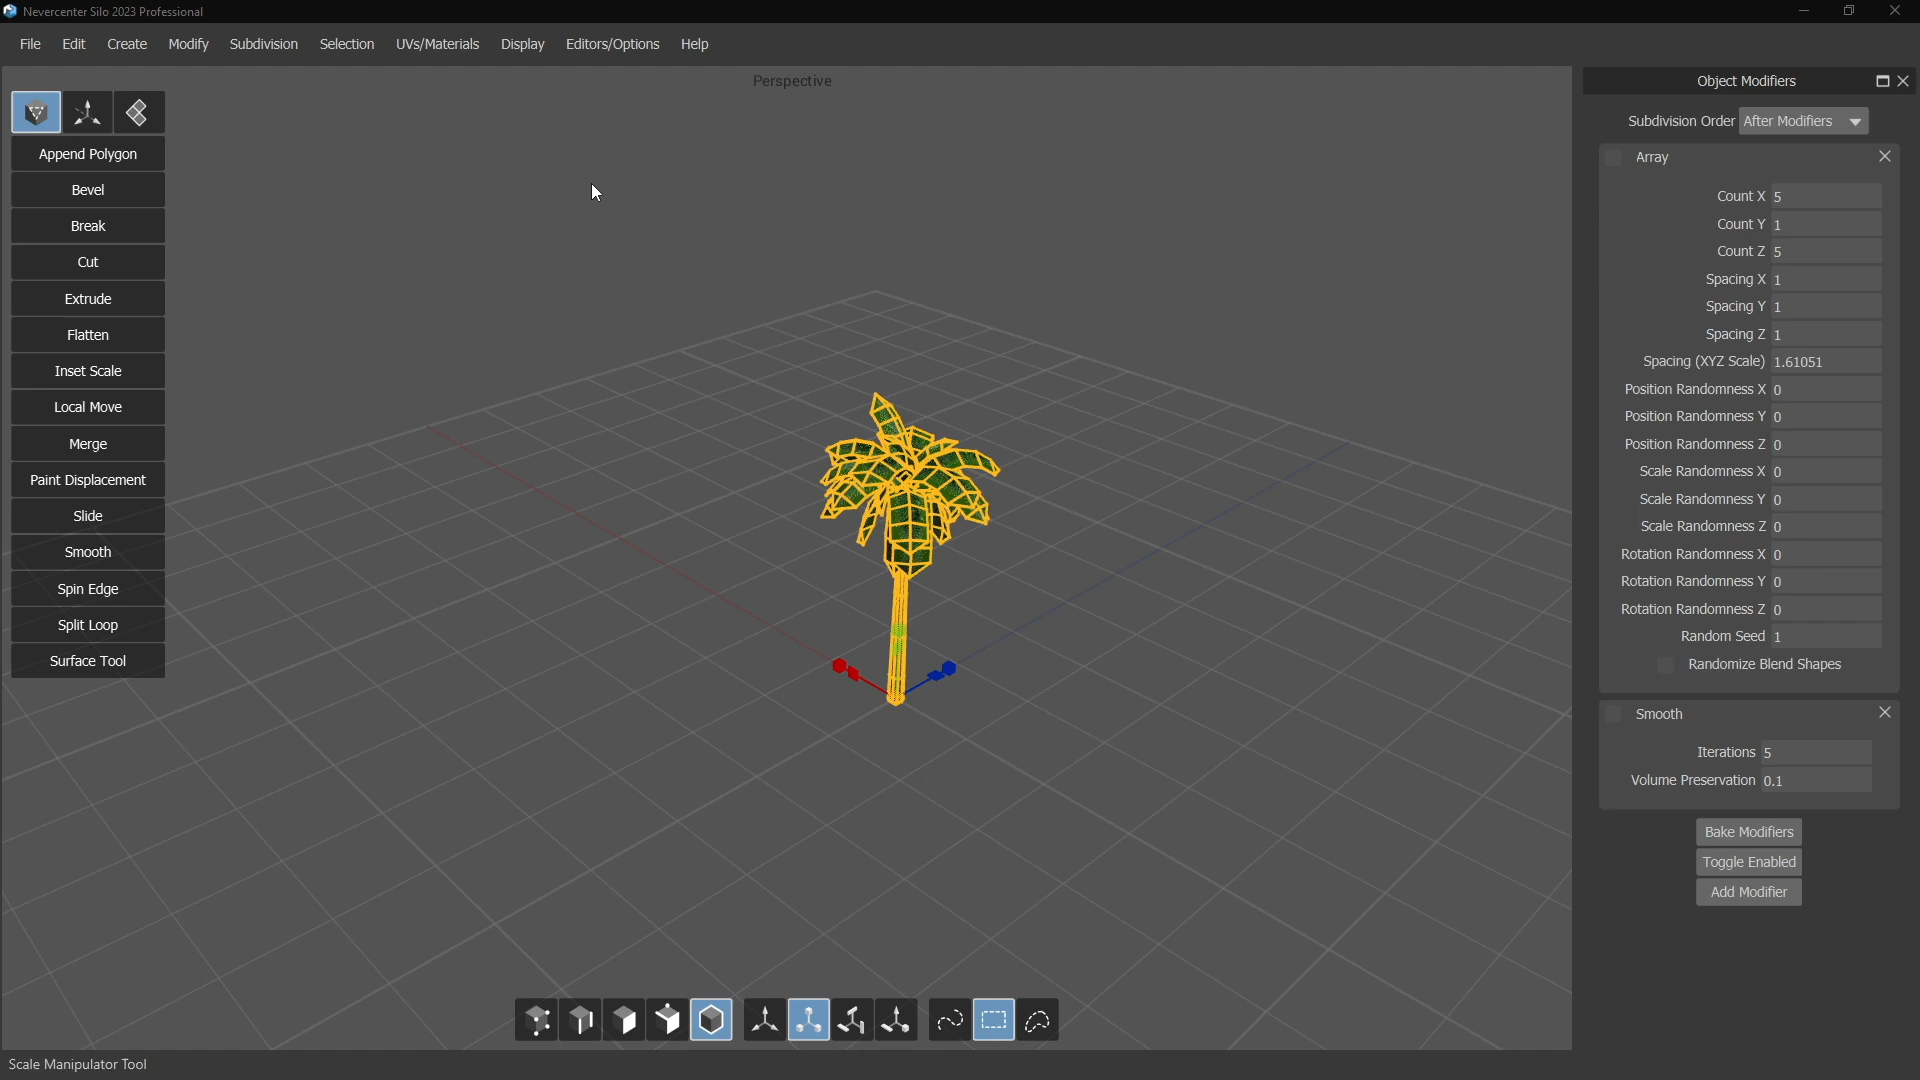 Nevercenter Silo 2023 Professional
File Edit Create Modify Subdivision Selection UVs/Materials Display Editors/Options Help
Perspective
Append Polygon
Bevel
Break
Cut
Extrude
Flatten
Inset Scale
Local Move
Merge
Paint Displacement
Slide
Smooth
Spin Edge
Split Loop
Surface Tool
Object Modifiers
Subdivision Order After Modifiers
Array
Count X 5
Count Y 1
Count Z 5
Spacing X 1
Spacing Y 1
Spacing Z 1
Spacing (XYZ Scale) 1.61051
Position Randomness X 0
Position Randomness Y 0
Position Randomness Z 0
Scale Randomness X 0
Scale Randomness Y 0
Scale Randomness Z 0
Rotation Randomness X 0
Rotation Randomness Y 0
Rotation Randomness Z 0
Random Seed 1
Randomize Blend Shapes
Smooth
Iterations 5
Volume Preservation 0.1
Bake Modifiers
Toggle Enabled
Add Modifier
Scale Manipulator Tool